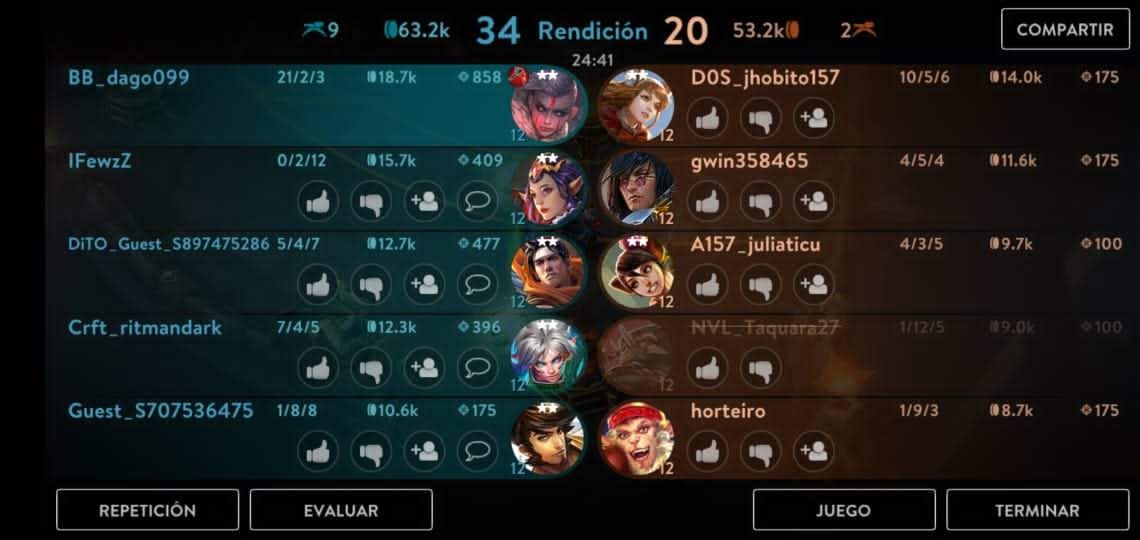 9 63.2k 34 Rendición 20 53.2k 2 COMPARTIR
24:41
BB_dago099 21/2/3 18.7k 858 12 D0S_jhobito157 10/5/6 14.0k 175 12
IFewzZ 0/2/12 15.7k 409 12 gwin358465 4/5/4 11.6k 175 12
DiTO_Guest_S897475286 5/4/7 12.7k 477 12 A157_juliaticu 4/3/5 9.7k 100 12
Crft_ritmandark 7/4/5 12.3k 396 12 NVL_Taquara27 1/12/5 9.0k 100 12
Guest_S707536475 1/8/8 10.6k 175 12 horteiro 1/9/3 8.7k 175 12
REPETICIÓN EVALUAR JUEGO TERMINAR